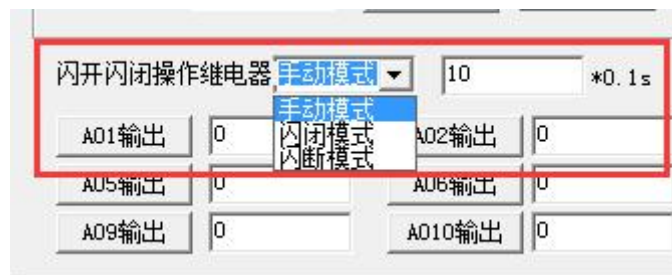 闪开闪闭操作继电器 手动模式 10 *0.1s
手动模式
闪闭模式
闪断模式
A01输出 0 A02输出 0
A05输出 0 A06输出 0
A09输出 0 A010输出 0